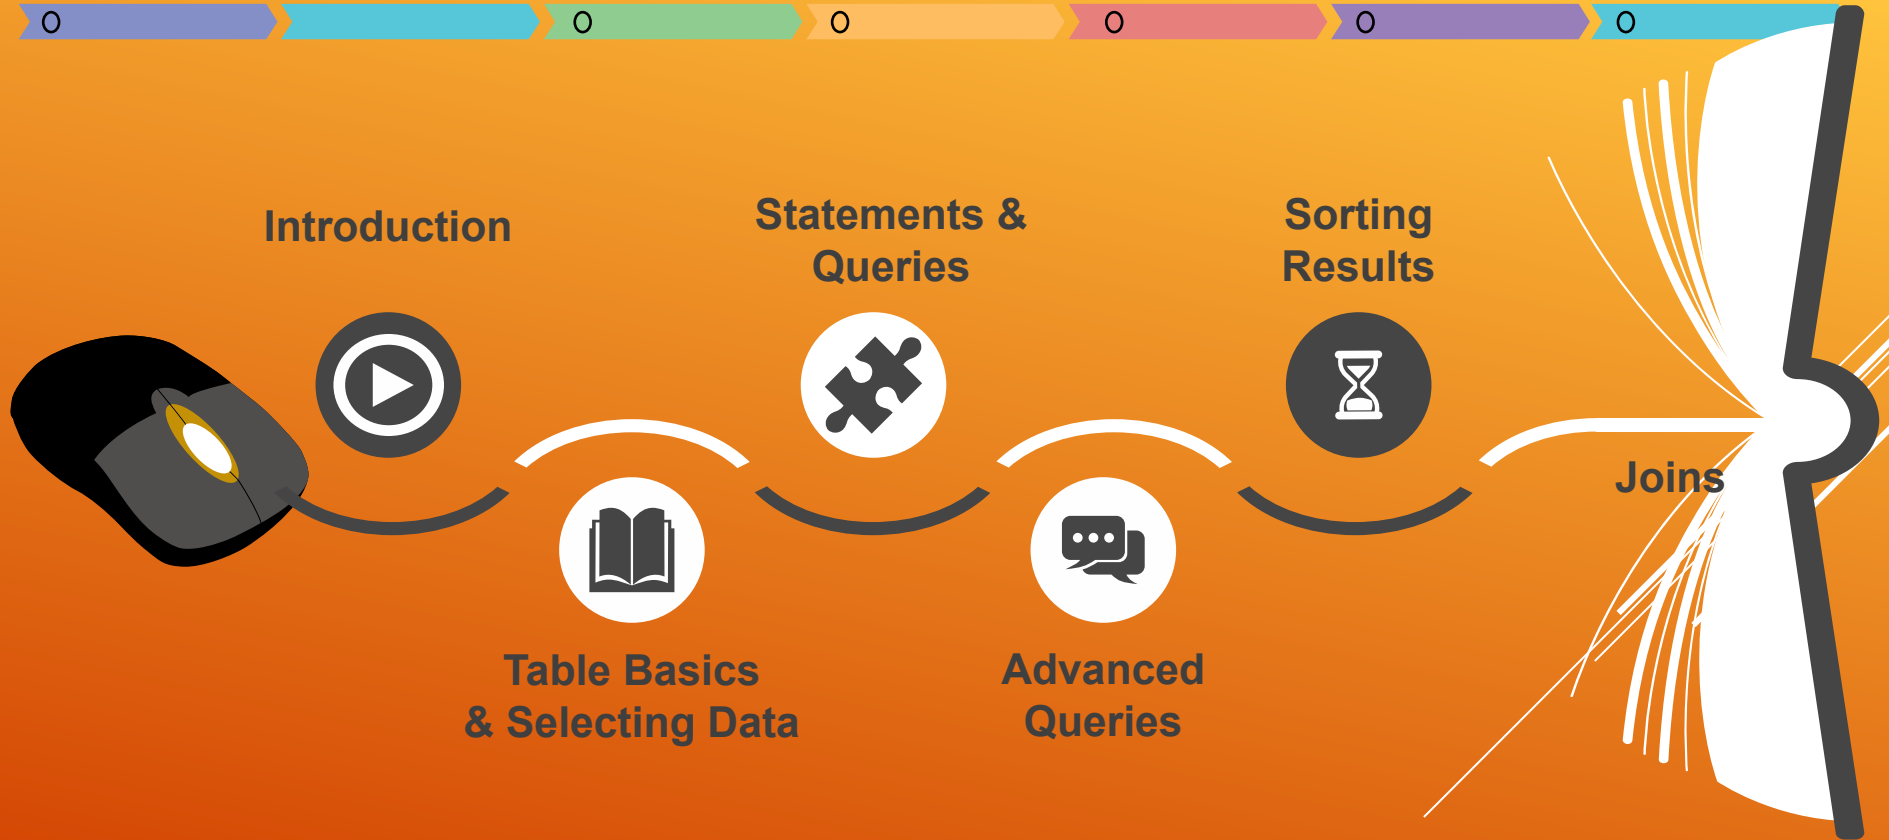 O O O O O O
Introduction
Table Basics
& Selecting Data
Statements &
Queries
Advanced
Queries
Sorting
Results
Joins